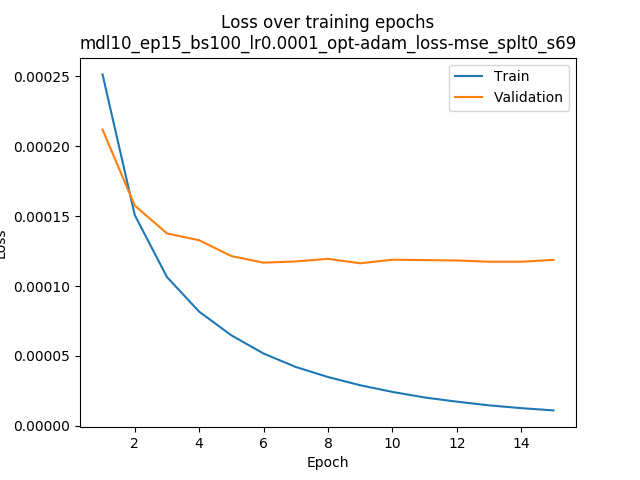 Loss over training epochs
mdl10_ep15_bs100_lr0.0001_opt-adam_loss-mse_splt0_s69
Train
Validation
0.00025
0.00020
0.00015
0.00010
0.00005
0.00000
Loss
2 4 6 8 10 12 14
Epoch